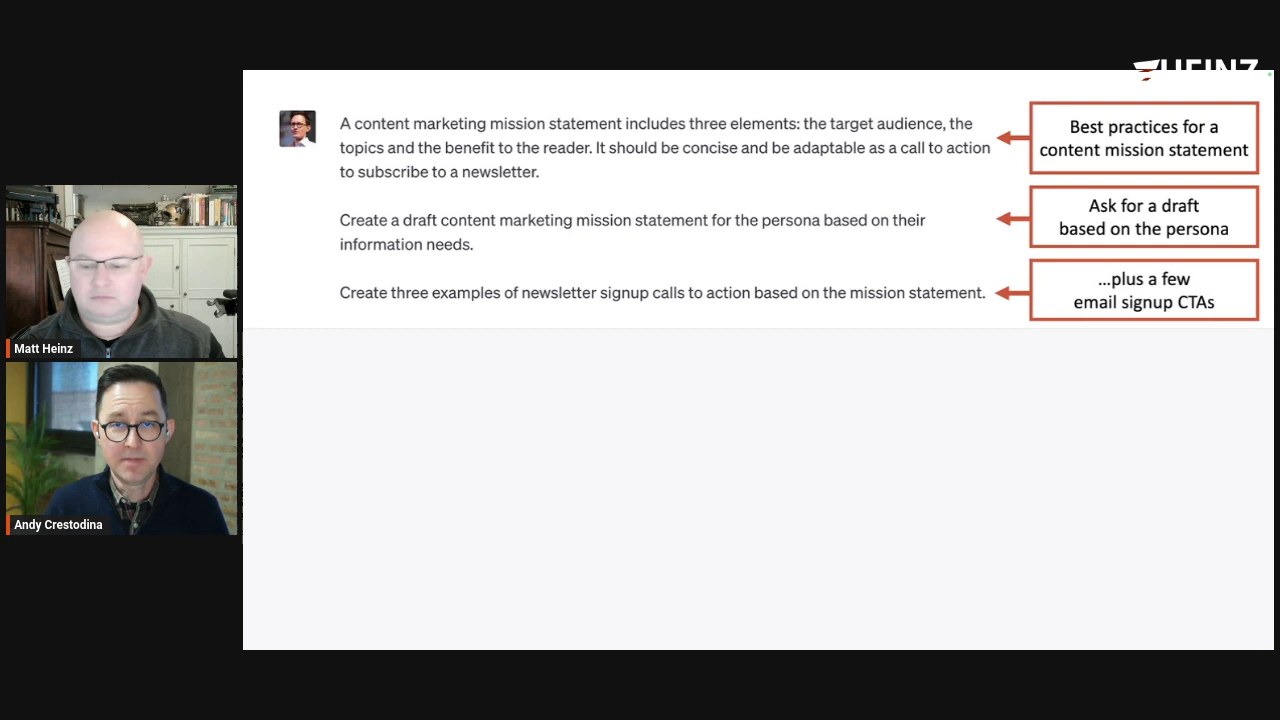 HEINZ
A content marketing mission statement includes three elements: the target audience, the
topics and the benefit to the reader. It should be concise and be adaptable as a call to action
to subscribe to a newsletter.
Best practices for a
content mission statement
Create a draft content marketing mission statement for the persona based on their
information needs.
Ask for a draft
based on the persona
Create three examples of newsletter signup calls to action based on the mission statement.
...plus a few
email signup CTAs
Matt Heinz
Andy Crestodina